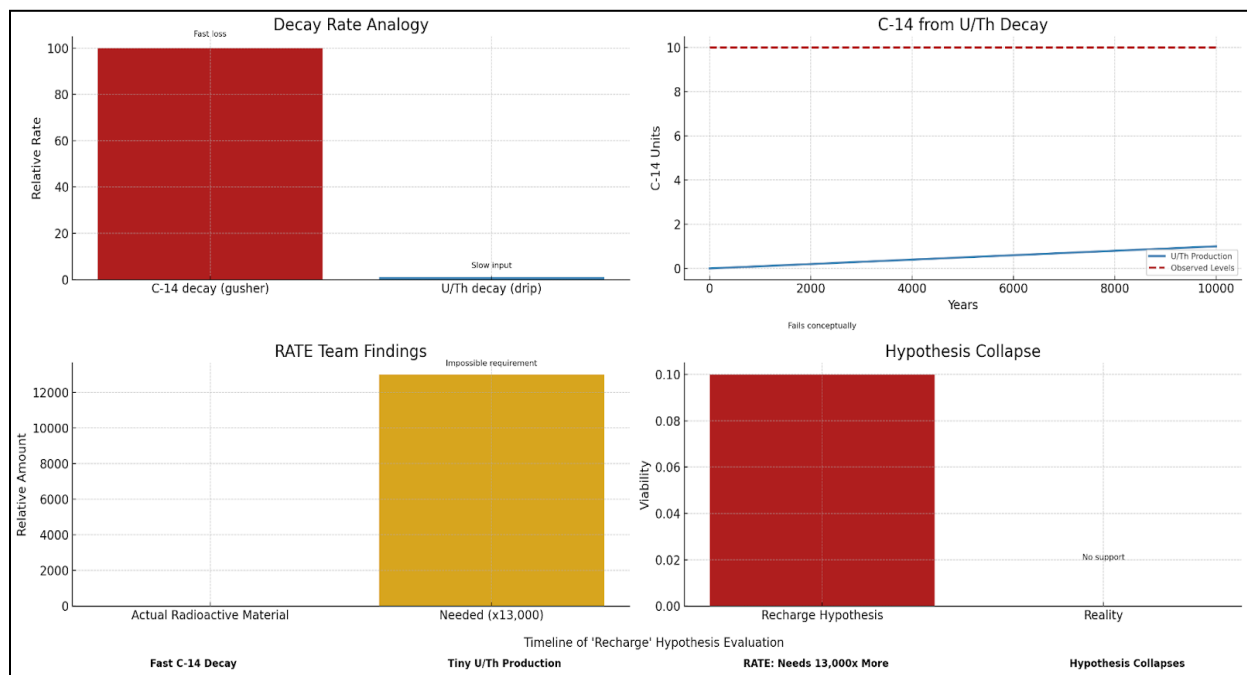 Decay Rate Analogy
Fast loss
100
80
60
40
20
0
Relative Rate
Slow input
C-14 decay (gusher)
U/Th decay (drip)
C-14 from U/Th Decay
10
8
6
4
2
0
C-14 Units
U/Th Production
Observed Levels
0
2000
4000
6000
8000
10000
Years
Fails conceptually
RATE Team Findings
Impossible requirement
12000
10000
8000
6000
4000
2000
0
Relative Amount
Actual Radioactive Material
Needed (x13,000)
Hypothesis Collapse
0.10
0.08
0.06
0.04
0.02
0.00
Viability
No support
Recharge Hypothesis
Reality
Timeline of 'Recharge' Hypothesis Evaluation
Fast C-14 Decay
Tiny U/Th Production
RATE: Needs 13,000x More
Hypothesis Collapses